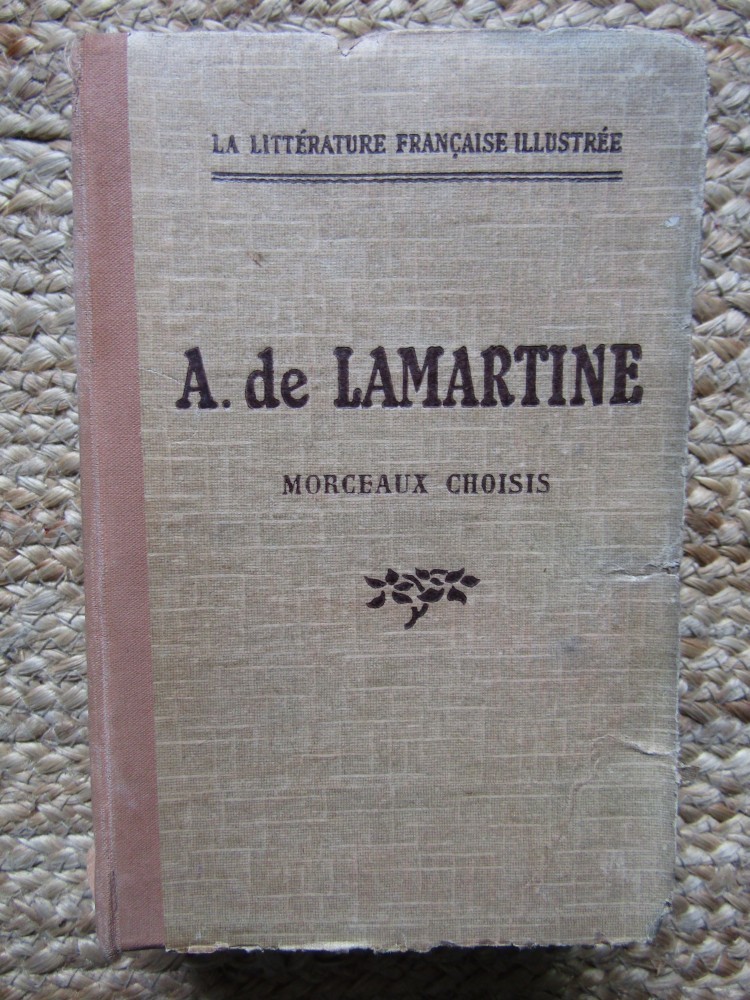 LA LITTÉRATURE FRANÇAISE ILLUSTRÉE
A. de LAMARTINE
MORCEAUX CHOISIS